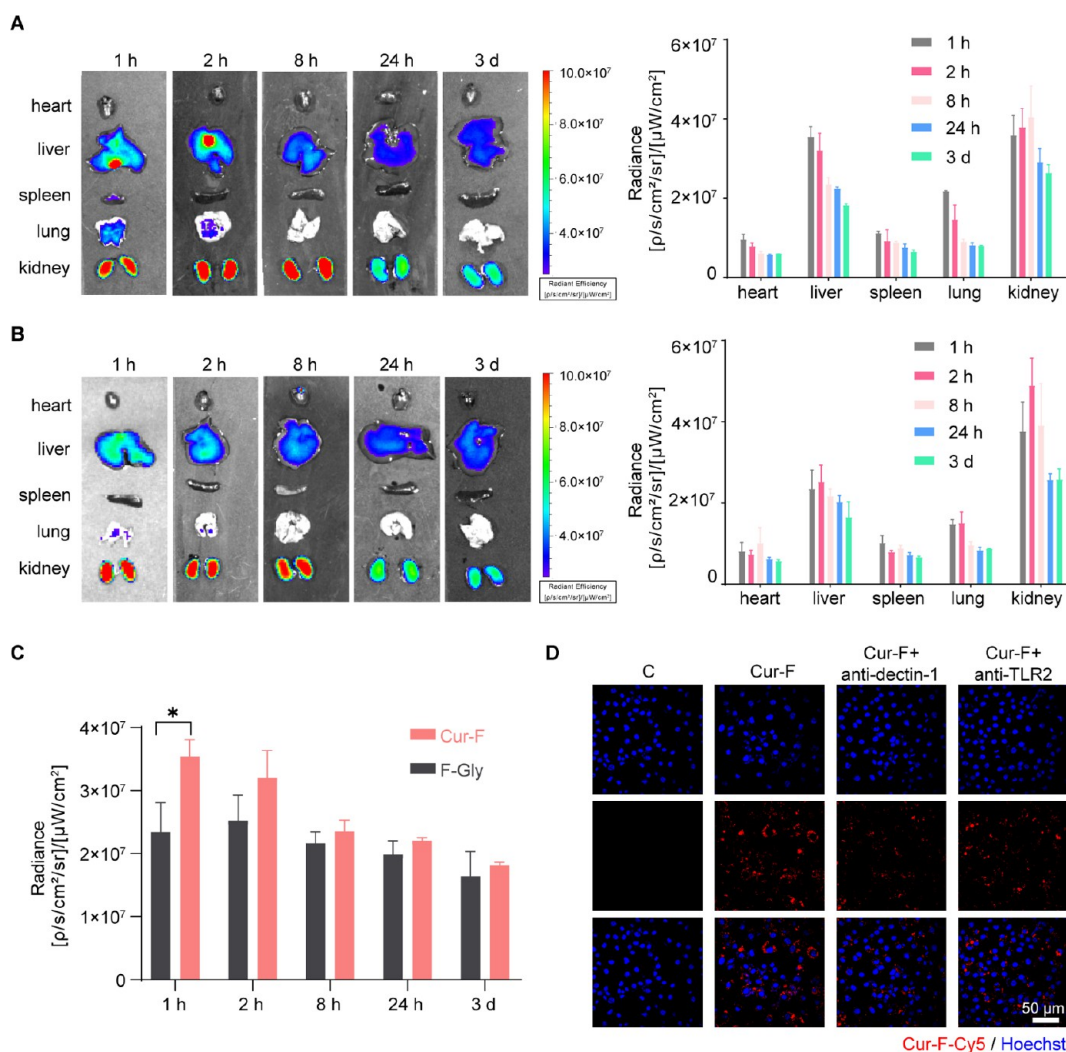 A
1 h 2 h 8 h 24 h 3 d
heart
liver
spleen
lung
kidney
10.0×10⁷
8.0×10⁷
6.0×10⁷
4.0×10⁷
Radiant Efficiency
[p/s/cm²/sr]/[μW/cm²]
Radiance
[ρ/s/cm²/sr]/[μW/cm²]
6×10⁷
4×10⁷
2×10⁷
0
1 h
2 h
8 h
24 h
3 d
heart liver spleen lung kidney
B
1 h 2 h 8 h 24 h 3 d
heart
liver
spleen
lung
kidney
10.0×10⁷
8.0×10⁷
6.0×10⁷
4.0×10⁷
Radiant Efficiency
[p/s/cm²/sr]/[μW/cm²]
Radiance
[ρ/s/cm²/sr]/[μW/cm²]
6×10⁷
4×10⁷
2×10⁷
0
1 h
2 h
8 h
24 h
3 d
heart liver spleen lung kidney
C
Radiance
[ρ/s/cm²/sr]/[μW/cm²]
4×10⁷
3×10⁷
2×10⁷
1×10⁷
0
*
Cur-F
F-Gly
1 h 2 h 8 h 24 h 3 d
D
C
Cur-F
Cur-F+
anti-dectin-1
Cur-F+
anti-TLR2
50 μm
Cur-F-Cy5 / Hoechst